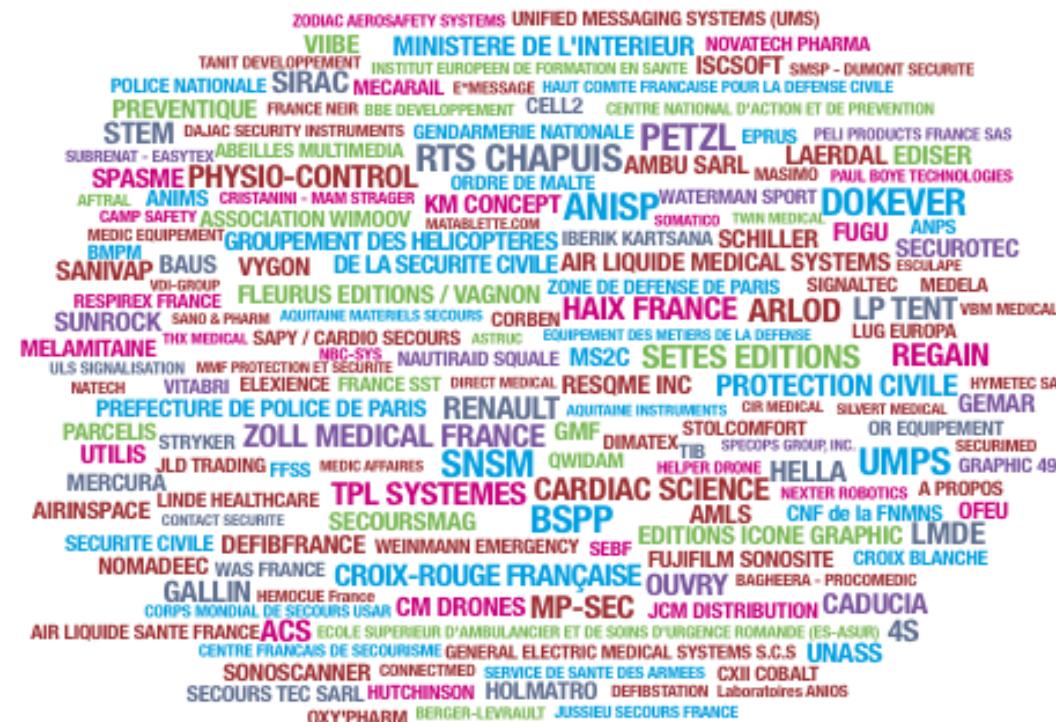 ZODIAC AEROSAFETY SYSTEMS UNIFIED MESSAGING SYSTEMS (UMS)
VIIBE MINISTERE DE L'INTERIEUR NOVATECH PHARMA
TANIT DEVELOPPEMENT INSTITUT EUROPEEN DE FORMATION EN SANTE ISCSOFT SMSP - DUMONT SECURITE
POLICE NATIONALE SIRAC MECARAIL E*MESSAGE HAUT COMITE FRANCAISE POUR LA DEFENSE CIVILE
PREVENTIQUE FRANCE NEIR BBE DEVELOPPEMENT CELL2 CENTRE NATIONAL D'ACTION ET DE PREVENTION
STEM DAJAC SECURITY INSTRUMENTS GENDARMERIE NATIONALE PETZL EPRUS PELI PRODUCTS FRANCE SAS
SUBRENAT - EASYTEX ABEILLES MULTIMEDIA RTS CHAPUIS AMBU SARL LAERDAL EDISER
SPASME PHYSIO-CONTROL ORDRE DE MALTE MASIMO PAUL BOYE TECHNOLOGIES
AFTRAL ANIMS CRISTANINI - MAM STRAGER KM CONCEPT ANISP WATERMAN SPORT DOKEVER
CAMP SAFETY ASSOCIATION WIMOOV MATABLETTE.COM SOMATICO TWIN MEDICAL FUGU ANPS
MEDIC EQUIPEMENT GROUPEMENT DES HELICOPTERES IBERIK KARTSANA SCHILLER SECUROTEC
BMPM
SANIVAP BAUS VYGON DE LA SECURITE CIVILE AIR LIQUIDE MEDICAL SYSTEMS ESCULAPE
VDI-GROUP ZONE DE DEFENSE DE PARIS SIGNALTEC MEDELA
RESPIREX FRANCE FLEURUS EDITIONS / VAGNON HAIX FRANCE ARLOD LP TENT VBM MEDICAL
SUNROCK SANO & PHARM AQUITAINE MATERIELS SECOURS CORBEN LUG EUROPA
MELAMITAINE THX MEDICAL SAPY / CARDIO SECOURS ASTRUC EQUIPEMENT DES METIERS DE LA DEFENSE
NBC-SYS NAUTIRAID SQUALE MS2C SETES EDITIONS REGAIN
ULS SIGNALISATION MMF PROTECTION ET SECURITE
NATECH VITABRI ELEXIENCE FRANCE SST DIRECT MEDICAL RESQME INC PROTECTION CIVILE HYMETEC SA
PREFECTURE DE POLICE DE PARIS RENAULT AQUITAINE INSTRUMENTS CIR MEDICAL SILVERT MEDICAL GEMAR
PARCELIS STRYKER ZOLL MEDICAL FRANCE GMF STOLCOMFORT OR EQUIPEMENT
UTILIS JLD TRADING FFSS MEDIC AFFAIRES SNSM QWIDAM DIMATEX TIB SPECOPS GROUP, INC. SECURIMED
HELPER DRONE HELLA UMPS GRAPHIC 49
MERCURA
AIRINSPACE LINDE HEALTHCARE TPL SYSTEMES CARDIAC SCIENCE NEXTER ROBOTICS A PROPOS
CONTACT SECURITE SECOURSMAG BSPP AMLS CNF de la FNMNS OFEU
SECURITE CIVILE DEFIBFRANCE WEINMANN EMERGENCY SEBF EDITIONS ICONE GRAPHIC LMDE
NOMADEEC WAS FRANCE CROIX-ROUGE FRANÇAISE FUJIFILM SONOSITE CROIX BLANCHE
GALLIN HEMOCUE France OUVRY BAGHEERA - PROCOMEDIC
CORPS MONDIAL DE SECOURS USAR CM DRONES MP-SEC JCM DISTRIBUTION CADUCIA
AIR LIQUIDE SANTE FRANCE ACS ECOLE SUPERIEUR D'AMBULANCIER ET DE SOINS D'URGENCE ROMANDE (ES-ASUR) 4S
CENTRE FRANCAIS DE SECOURISME GENERAL ELECTRIC MEDICAL SYSTEMS S.C.S UNASS
SONOSCANNER CONNECTMED SERVICE DE SANTE DES ARMEES CXII COBALT
SECOURS TEC SARL HUTCHINSON HOLMATRO DEFIBSTATION Laboratoires ANIOS
OXY'PHARM BERGER-LEVRAULT JUSSIEU SECOURS FRANCE